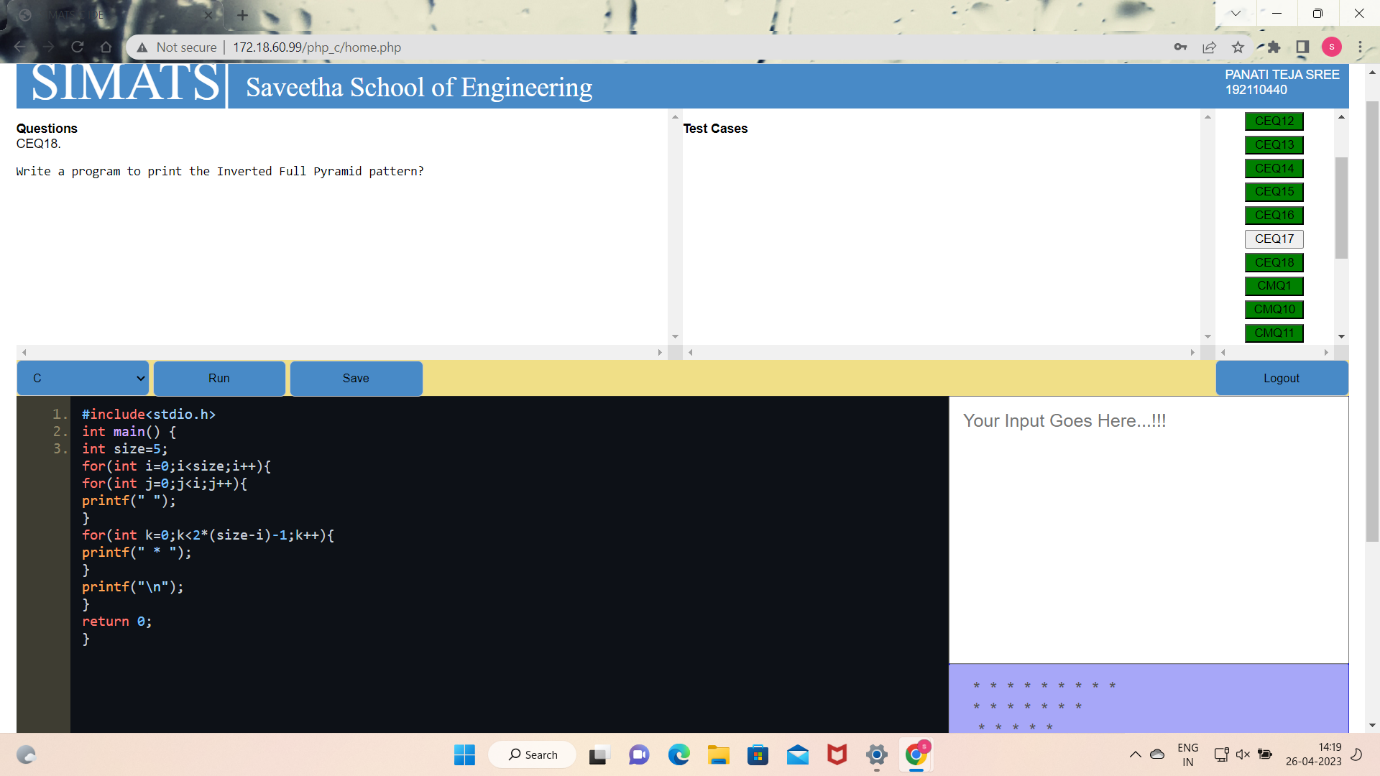 Not secure | 172.18.60.99/php_c/home.php
S
SIMATS
Saveetha School of Engineering
PANATI TEJA SREE
192110440
Questions
CEQ18.
Write a program to print the Inverted Full Pyramid pattern?
Test Cases
CEQ12
CEQ13
CEQ14
CEQ15
CEQ16
CEQ17
CEQ18
CMQ1
CMQ10
CMQ11
C
Run
Save
Logout
1. #include<stdio.h>
2. int main() {
3. int size=5;
for(int i=0;i<size;i++){
for(int j=0;j<i;j++){
printf(" ");
}
for(int k=0;k<2*(size-i)-1;k++){
printf(" * ");
}
printf("\n");
}
return 0;
}
Your Input Goes Here...!!!
* * * * * * * * *
* * * * * * *
* * * * *
Search
S
ENG
IN
14:19
26-04-2023